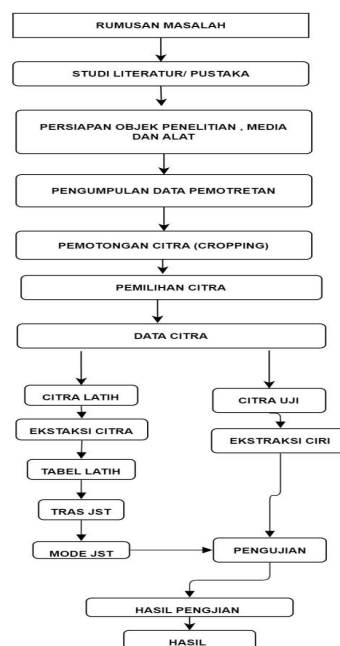 RUMUSAN MASALAH
STUDI LITERATUR/ PUSTAKA
PERSIAPAN OBJEK PENELITIAN , MEDIA
DAN ALAT
PENGUMPULAN DATA PEMOTRETAN
PEMOTONGAN CITRA (CROPPING)
PEMILIHAN CITRA
DATA CITRA
CITRA LATIH
EKSTAKSI CITRA
TABEL LATIH
TRAS JST
MODE JST
CITRA UJI
EKSTRAKSI CIRI
PENGUJIAN
HASIL PENGJIAN
HASIL